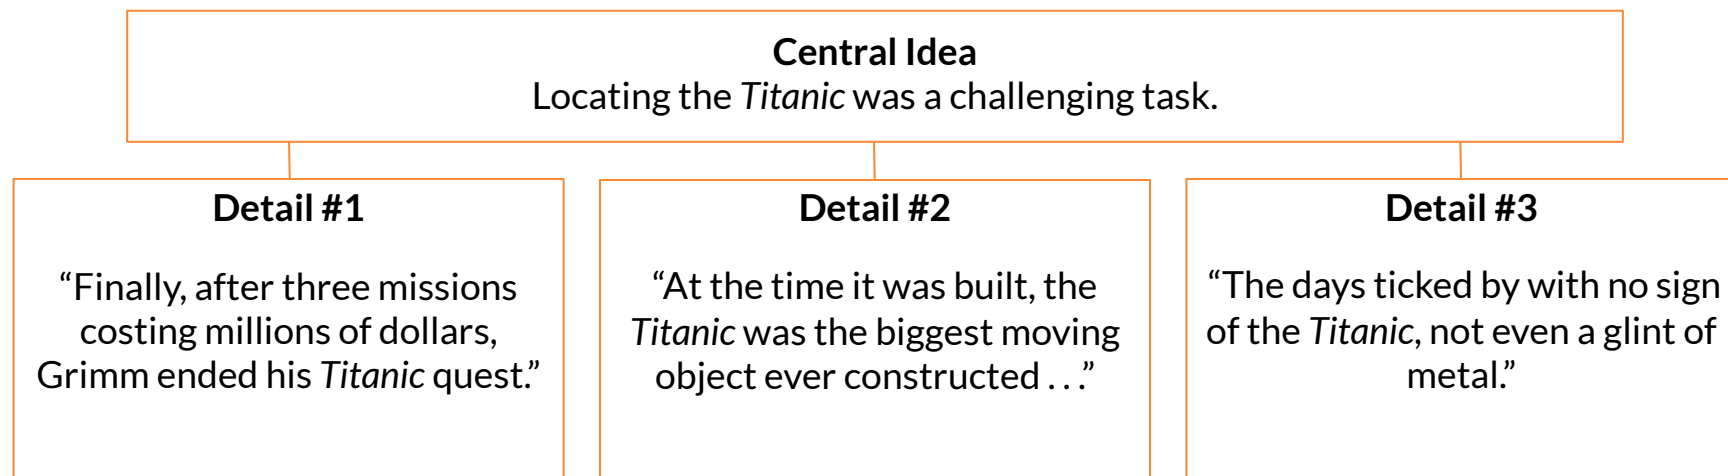 Central Idea
Locating the Titanic was a challenging task.
Detail #1
“Finally, after three missions
costing millions of dollars,
Grimm ended his Titanic quest.”
Detail #2
“At the time it was built, the
Titanic was the biggest moving
object ever constructed . . .”
Detail #3
“The days ticked by with no sign
of the Titanic, not even a glint of
metal.”